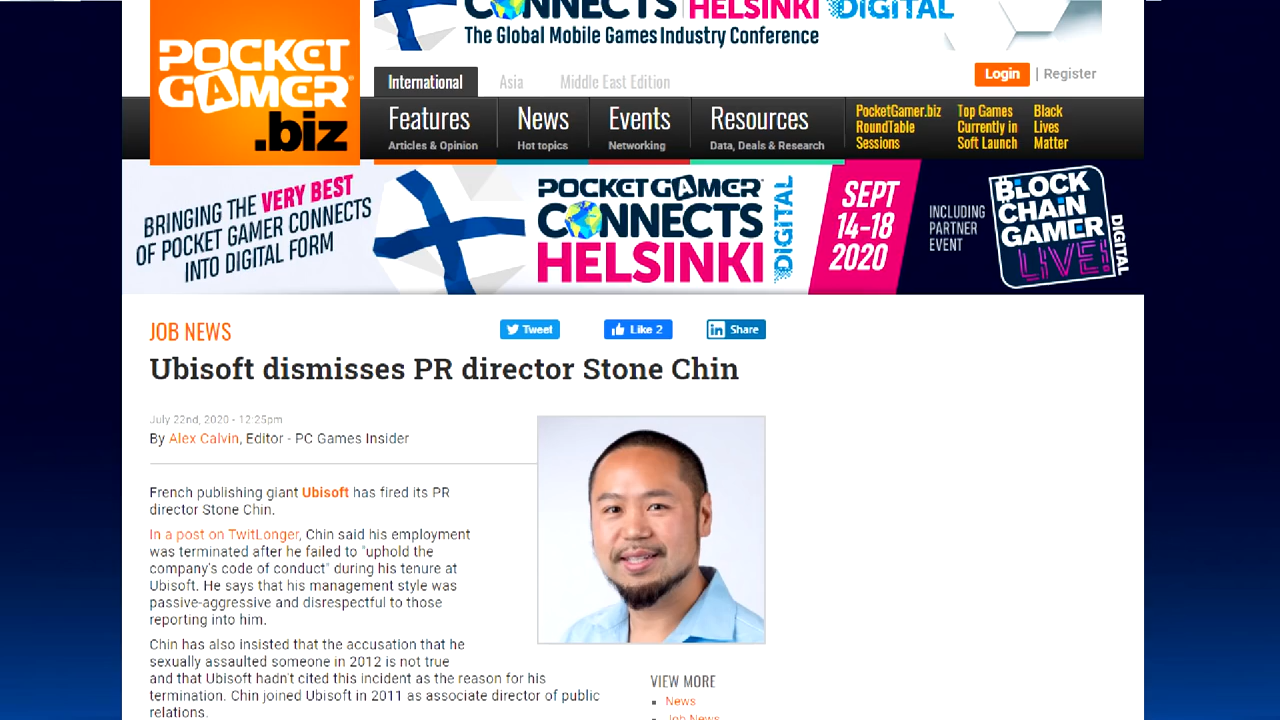 CONNECTS HELSINKI DIGITAL
The Global Mobile Games Industry Conference
POCKET
GAMER
.biz
International
Asia
Middle East Edition
Login | Register
Features
Articles & Opinion
News
Hot topics
Events
Networking
Resources
Data, Deals & Research
PocketGamer.biz
RoundTable
Sessions
Top Games
Currently in
Soft Launch
Black
Lives
Matter
BRINGING THE VERY BEST
OF POCKET GAMER CONNECTS
INTO DIGITAL FORM
POCKET GAMER
CONNECTS
HELSINKI
DIGITAL
SEPT
14-18
2020
INCLUDING
PARTNER
EVENT
BLOCK
CHAIN
GAMER
LIVE!
DIGITAL
JOB NEWS
Tweet
Like 2
in Share
Ubisoft dismisses PR director Stone Chin
July 22nd, 2020 - 12:25pm
By Alex Calvin, Editor - PC Games Insider
French publishing giant Ubisoft has fired its PR
director Stone Chin.
In a post on TwitLonger, Chin said his employment
was terminated after he failed to "uphold the
company's code of conduct" during his tenure at
Ubisoft. He says that his management style was
passive-aggressive and disrespectful to those
reporting into him.
Chin has also insisted that the accusation that he
sexually assaulted someone in 2012 is not true
and that Ubisoft hadn't cited this incident as the reason for his
termination. Chin joined Ubisoft in 2011 as associate director of public
relations.
VIEW MORE
News
Job News